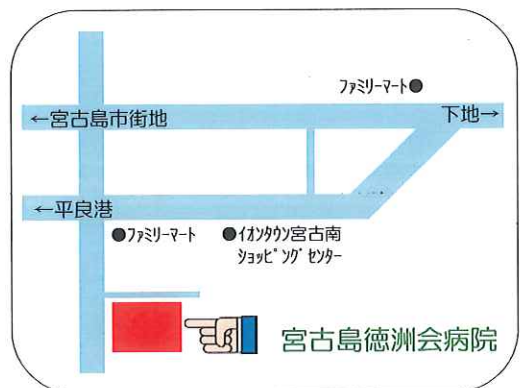 ファミリーマート●
←宮古島市街地
下地→
←平良港
●ファミリーマート
●イオンタウン宮古南
ショッピングセンター
宮古島徳洲会病院